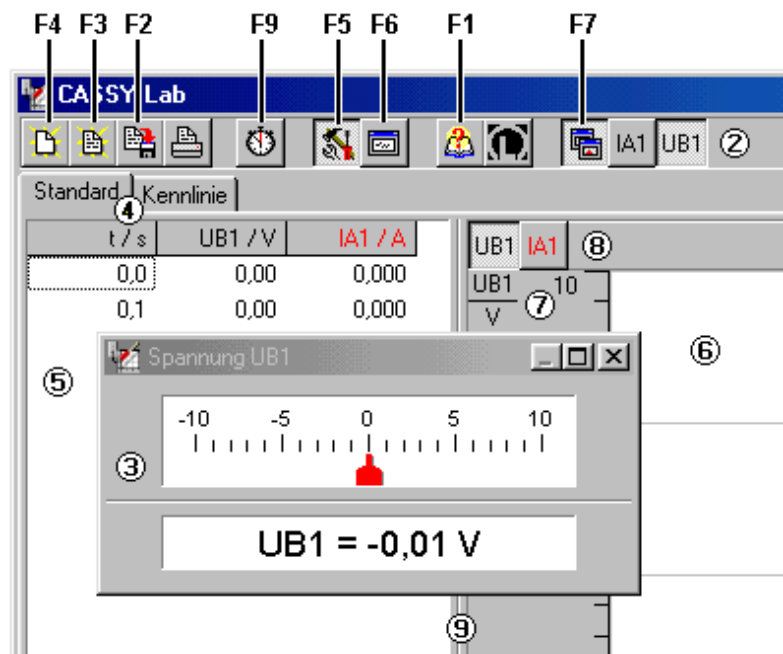 F4 F3 F2 F9 F5 F6 F1 F7
CASSY Lab
IA1 UB1 ②
Standard Kennlinie
④
t / s UB1 / V IA1 / A
UB1 IA1 ⑧
0,0 0,00 0,000
0,1 0,00 0,000
UB1 10
V ⑦
⑤
⑥
Spannung UB1
-10 -5 0 5 10
③
UB1 = -0,01 V
⑨